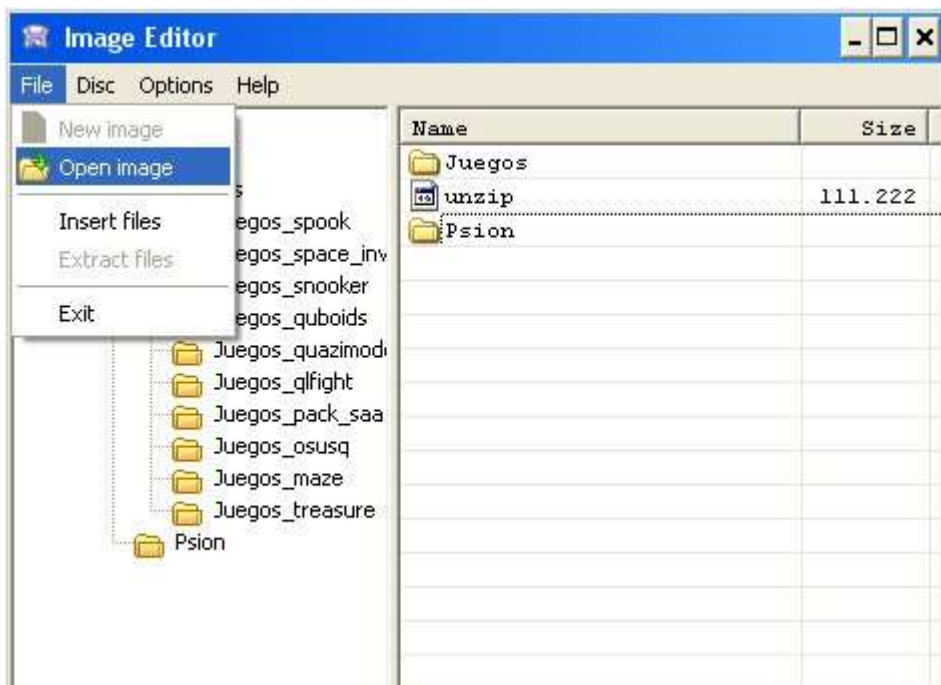 Image Editor
File Disc Options Help
New image
Open image
Insert files
Extract files
Exit
s
egos_spook
egos_space_inv
egos_snooker
egos_quboids
Juegos_quazimod
Juegos_qlfight
Juegos_pack_saa
Juegos_osusq
Juegos_maze
Juegos_treasure
Psion
Name Size
Juegos
unzip 111.222
Psion